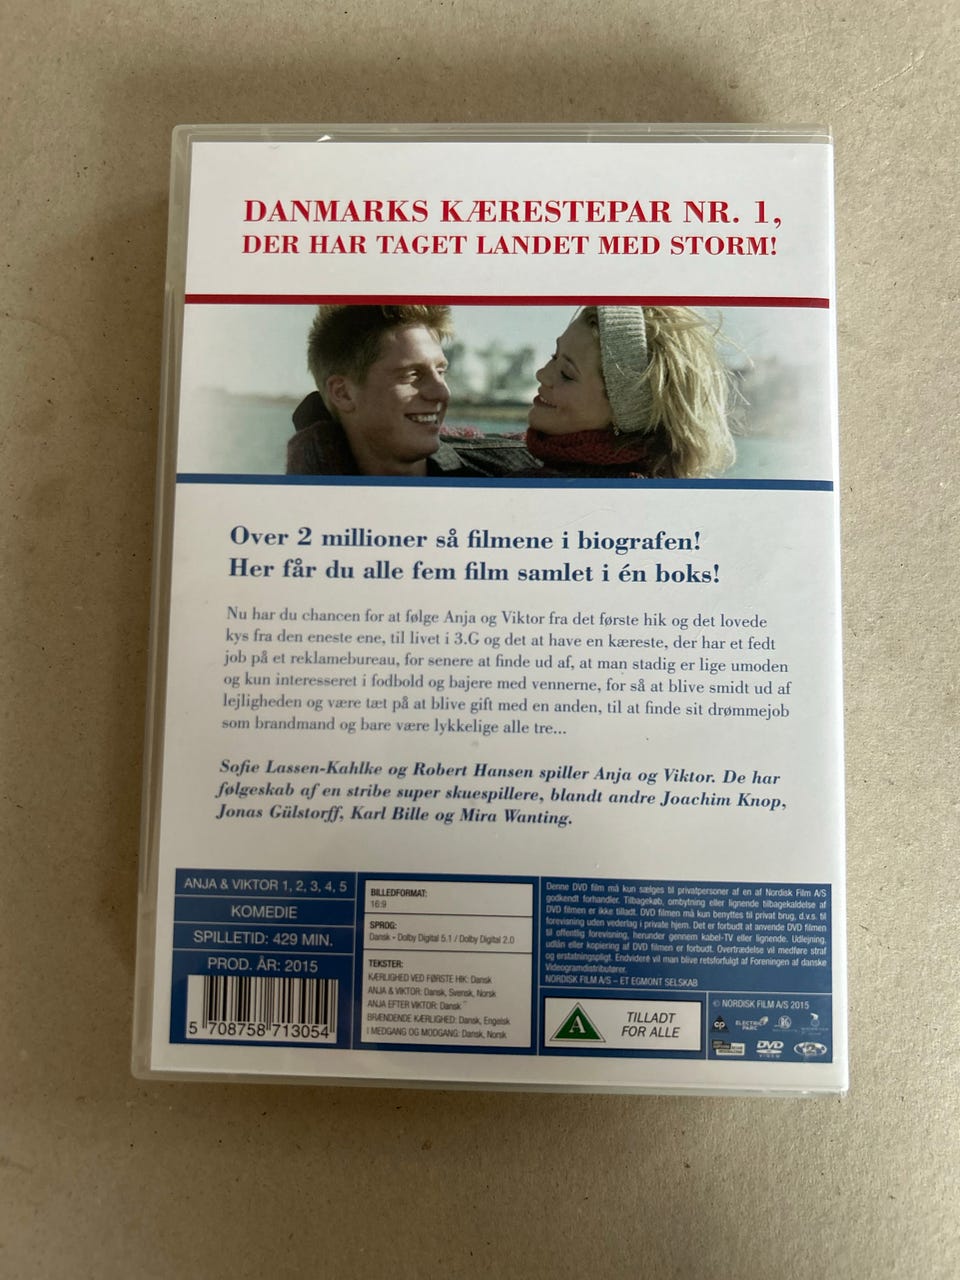 DANMARKS KÆRESTEPAR NR. 1,
DER HAR TAGET LANDET MED STORM!
Over 2 millioner så filmene i biografen!
Her får du alle fem film samlet i én boks!
Nu har du chancen for at følge Anja og Viktor fra det første hik og det lovede
kys fra den eneste ene, til livet i 3.G og det at have en kæreste, der har et fedt
job på et reklamebureau, for senere at finde ud af, at man stadig er lige umoden
og kun interesseret i fodbold og bajere med vennerne, for så at blive smidt ud af
lejligheden og være tæt på at blive gift med en anden, til at finde sit drømmejob
som brandmand og bare være lykkelige alle tre...
Sofie Lassen-Kahlke og Robert Hansen spiller Anja og Viktor. De har
følgeskab af en stribe super skuespillere, blandt andre Joachim Knop,
Jonas Gülstorff, Karl Bille og Mira Wanting.
ANJA & VIKTOR 1, 2, 3, 4, 5
KOMEDIE
SPILLETID: 429 MIN.
PROD. ÅR: 2015
5 708758 713054
BILLEDFORMAT:
16:9
SPROG:
Dansk - Dolby Digital 5.1 / Dolby Digital 2.0
TEKSTER:
KÆRLIGHED VED FØRSTE HIK: Dansk
ANJA & VIKTOR: Dansk, Svensk, Norsk
ANJA EFTER VIKTOR: Dansk
BRÆNDENDE KÆRLIGHED: Dansk, Engelsk
I MEDGANG OG MODGANG: Dansk, Norsk
Denne DVD film må kun sælges til privatpersoner af en af Nordisk Film A/S
godkendt forhandler. Tilbagekøb, ombytning eller lignende tilbagekaldelse af
DVD filmen er ikke tilladt. DVD filmen må kun benyttes til privat brug, d.v.s. til
forevisning uden vederlag i private hjem. Det er forbudt at anvende DVD filmen
til offentlig forevisning, herunder gennem kabel-TV eller lignende. Udlejning,
udlån eller kopiering af DVD filmen er forbudt. Overtrædelse vil medføre straf
og erstatningspligt. Endvidere vil man blive retsforfulgt af Foreningen af danske
Videogramdistributører.
NORDISK FILM A/S – ET EGMONT SELSKAB
A
TILLADT
FOR ALLE
© NORDISK FILM A/S 2015
CP
ELECTRIC
PARC
DVD
VIDEO